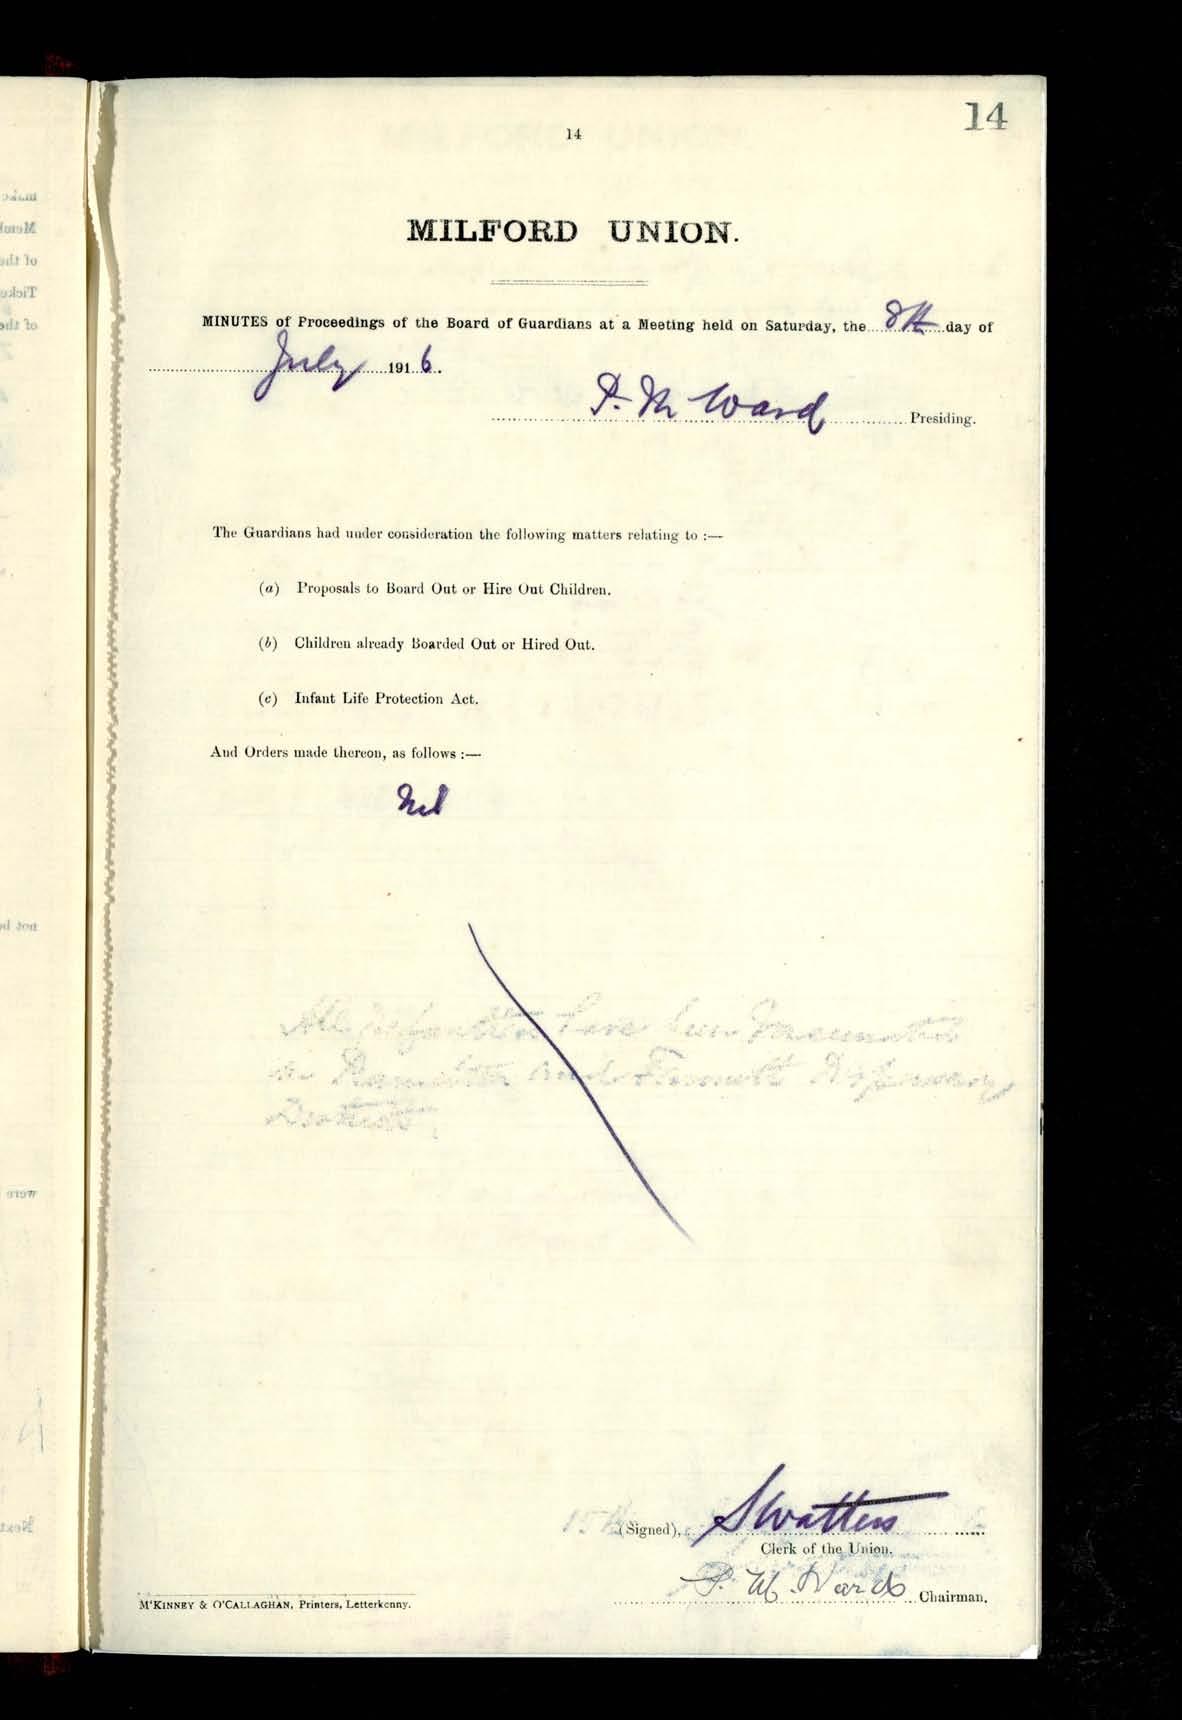 14
14
MILFORD UNION.
MINUTES of Proceedings of the Board of Guardians at a Meeting held on Saturday, the 8th day of
July 1916.
P. M Ward Presiding.
The Guardians had under consideration the following matters relating to :—
(a) Proposals to Board Out or Hire Out Children.
(b) Children already Boarded Out or Hired Out.
(c) Infant Life Protection Act.
And Orders made thereon, as follows :—
Nil
(Signed), SWatters
Clerk of the Union.
P. M. Ward Chairman.
M‘KINNEY & O'CALLAGHAN, Printers, Letterkenny.